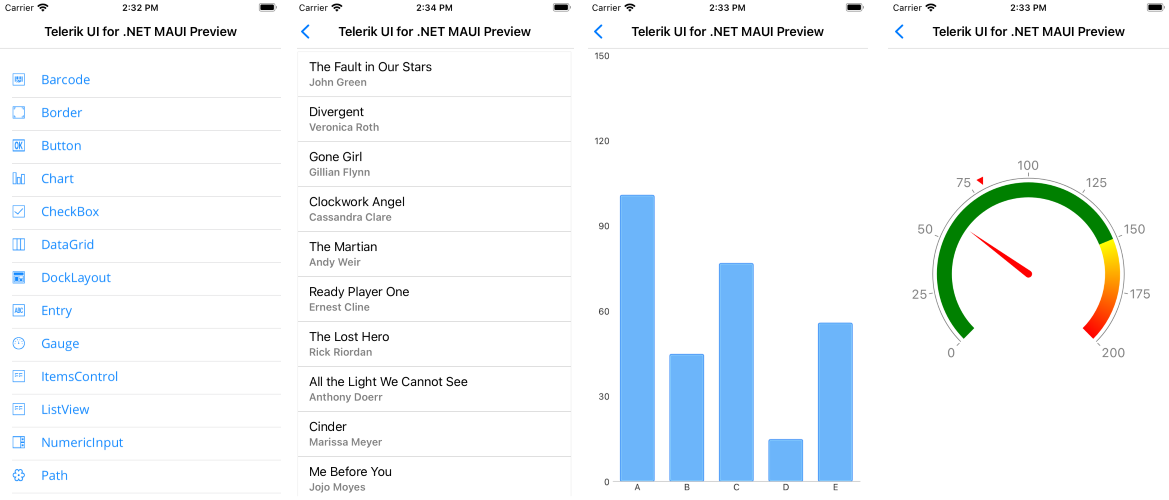 Carrier 2:32 PM
Telerik UI for .NET MAUI Preview
Barcode
Border
OK Button
Chart
CheckBox
DataGrid
DockLayout
ABC Entry
Gauge
ItemsControl
ListView
NumericInput
Path
Carrier 2:34 PM
Telerik UI for .NET MAUI Preview
The Fault in Our Stars
John Green
Divergent
Veronica Roth
Gone Girl
Gillian Flynn
Clockwork Angel
Cassandra Clare
The Martian
Andy Weir
Ready Player One
Ernest Cline
The Lost Hero
Rick Riordan
All the Light We Cannot See
Anthony Doerr
Cinder
Marissa Meyer
Me Before You
Jojo Moyes
Carrier 2:33 PM
Telerik UI for .NET MAUI Preview
150
120
90
60
30
0
A B C D E
Carrier 2:33 PM
Telerik UI for .NET MAUI Preview
0
25
50
75
100
125
150
175
200